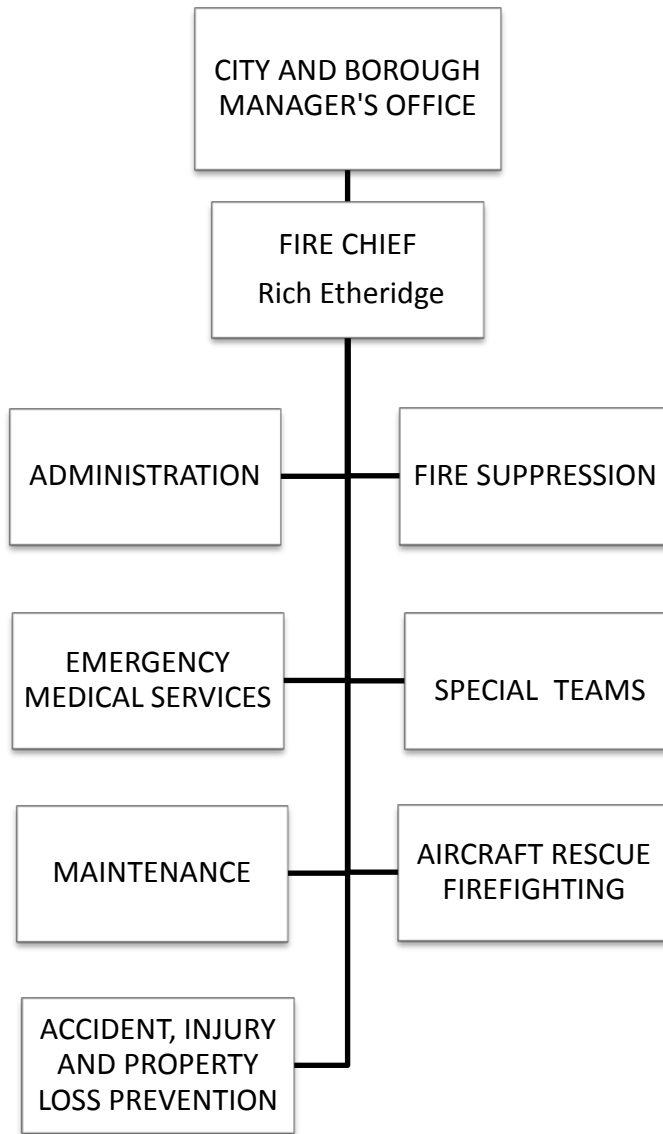 CITY AND BOROUGH
MANAGER'S OFFICE
FIRE CHIEF
Rich Etheridge
ADMINISTRATION
FIRE SUPPRESSION
EMERGENCY
MEDICAL SERVICES
SPECIAL TEAMS
MAINTENANCE
AIRCRAFT RESCUE
FIREFIGHTING
ACCIDENT, INJURY
AND PROPERTY
LOSS PREVENTION